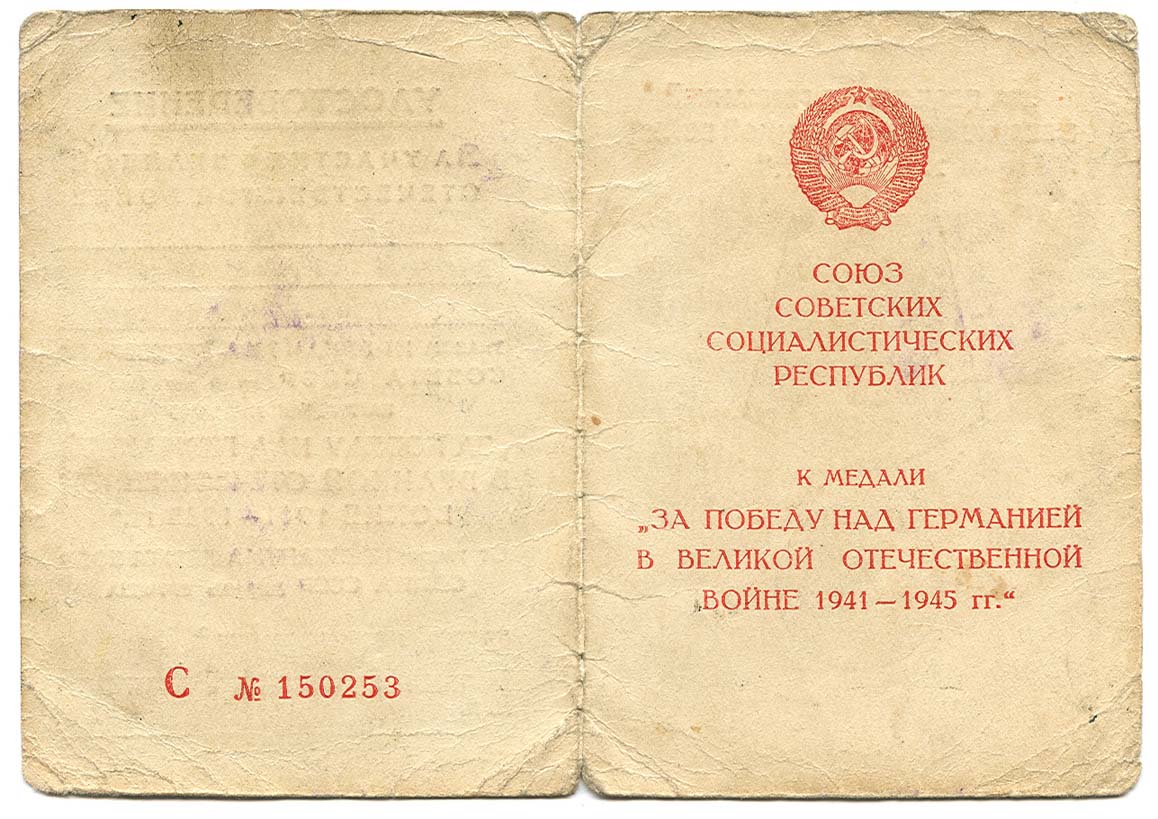 С № 150253
СОЮЗ
СОВЕТСКИХ
СОЦИАЛИСТИЧЕСКИХ
РЕСПУБЛИК
К МЕДАЛИ
„ЗА ПОБЕДУ НАД ГЕРМАНИЕЙ
В ВЕЛИКОЙ ОТЕЧЕСТВЕННОЙ
ВОЙНЕ 1941 — 1945 гг.“